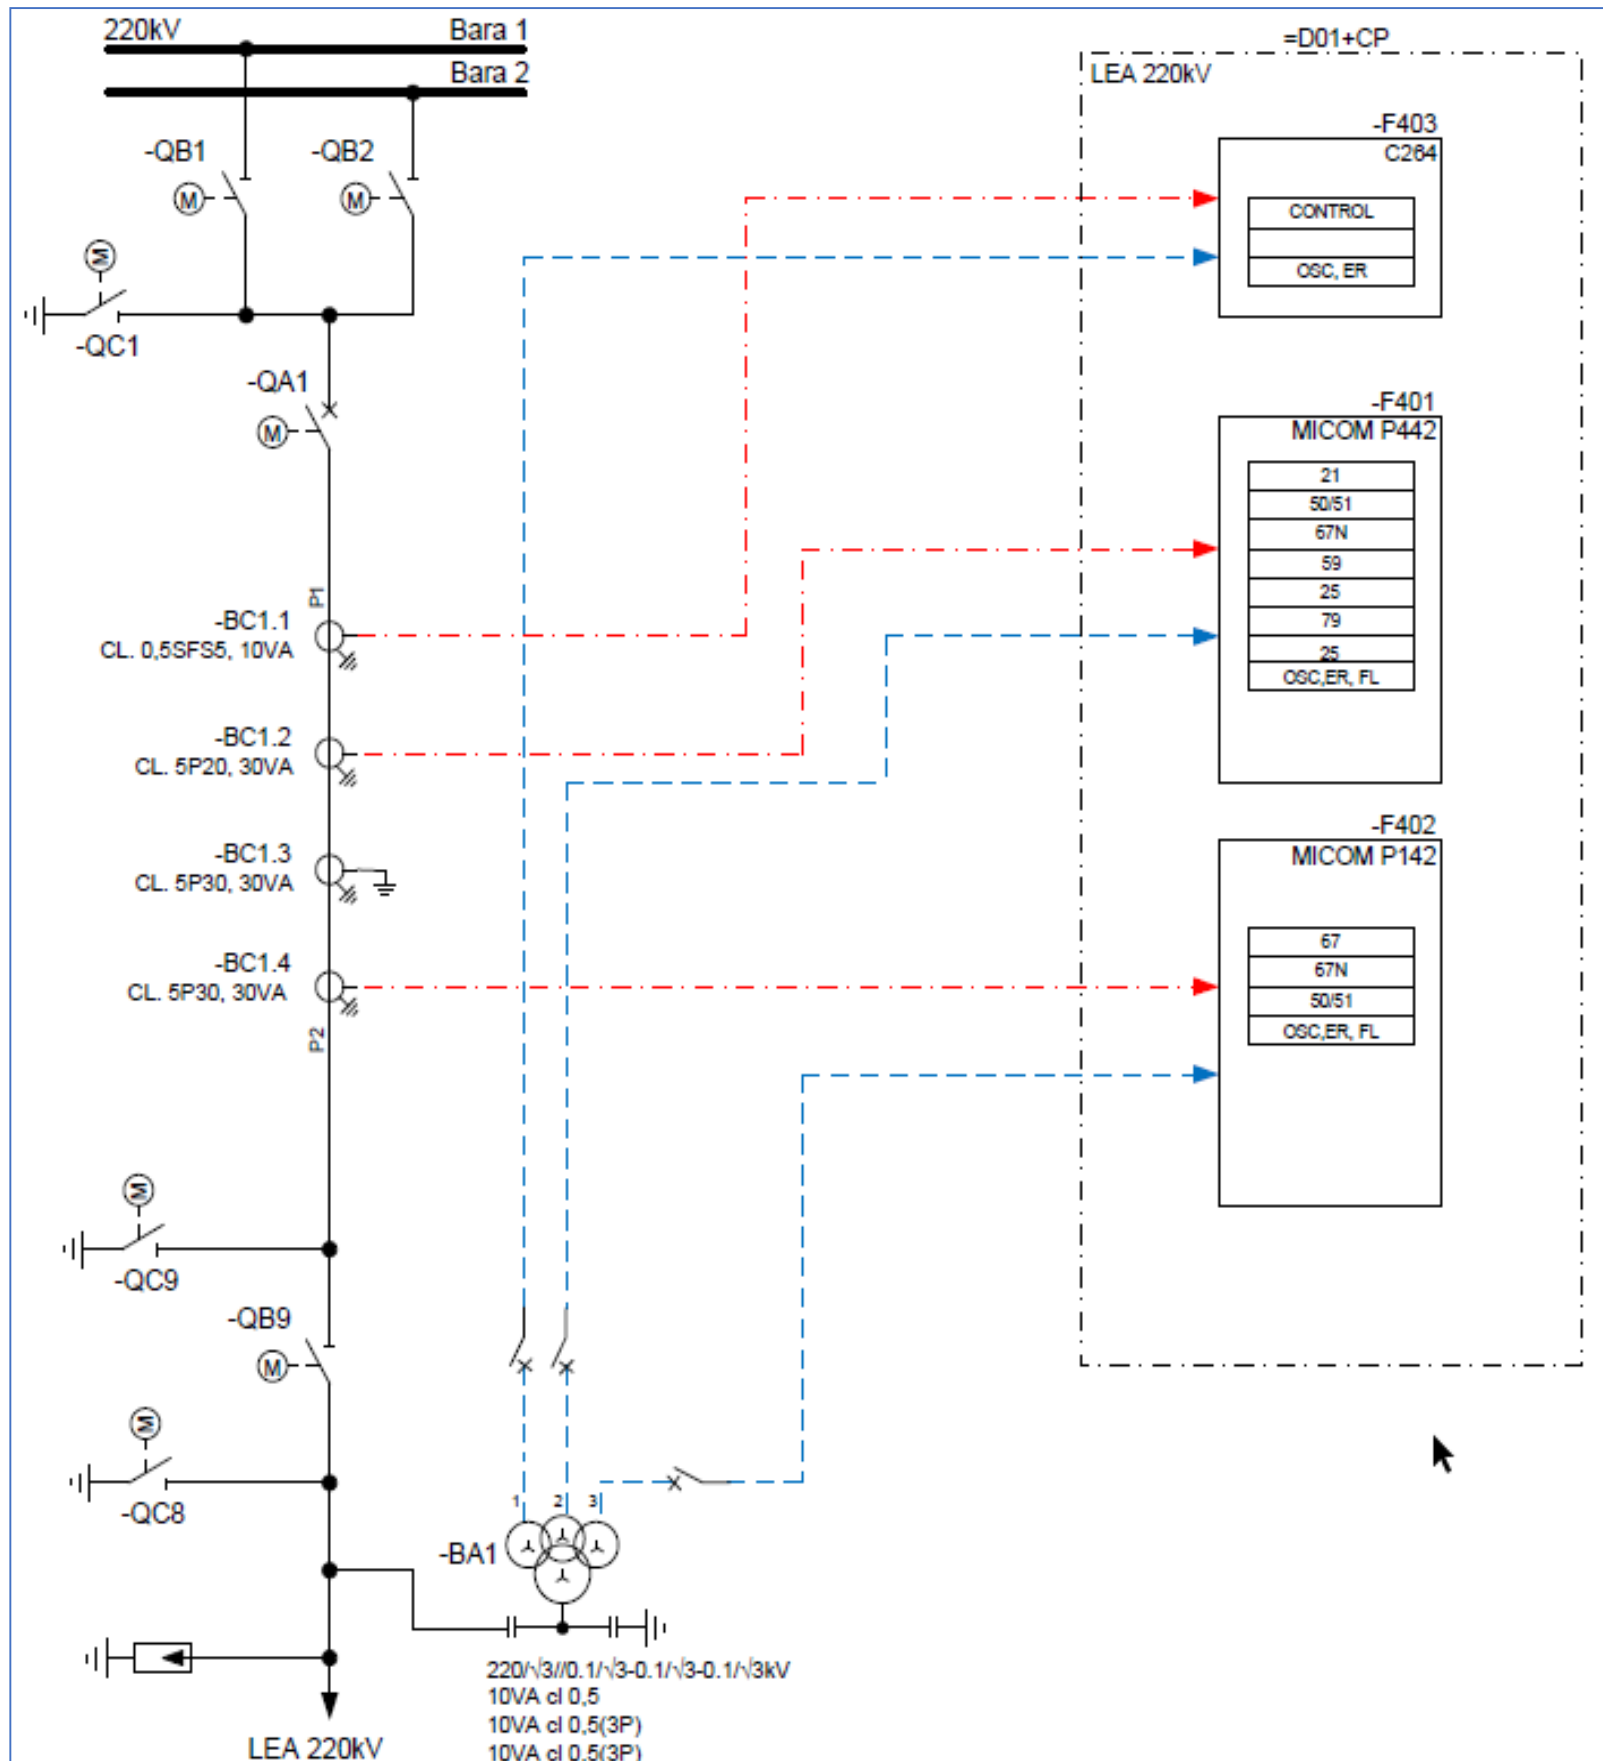 220kV
Bara 1
Bara 2
=D01+CP
LEA 220kV
-F403
C264
CONTROL
OSC, ER
-QB1
M
-QB2
M
M
-QC1
-QA1
M
-F401
MICOM P442
21
50/51
67N
59
25
79
25
OSC,ER, FL
P1
-BC1.1
CL. 0,5SFS5, 10VA
-BC1.2
CL. 5P20, 30VA
-BC1.3
CL. 5P30, 30VA
-BC1.4
CL. 5P30, 30VA
P2
-F402
MICOM P142
67
67N
50/51
OSC,ER, FL
M
-QC9
-QB9
M
M
-QC8
1
2
3
-BA1
220/√3//0.1/√3-0.1/√3-0.1/√3kV
10VA cl 0,5
10VA cl 0.5(3P)
10VA cl 0.5(3P)
LEA 220kV